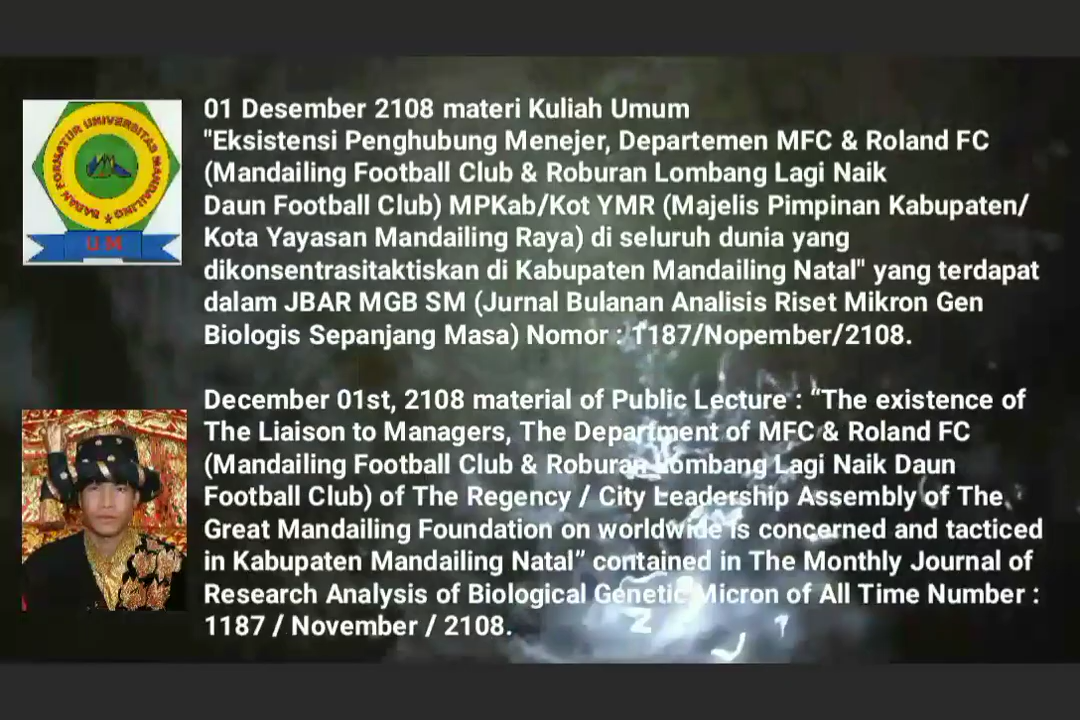 01 Desember 2108 materi Kuliah Umum
"Eksistensi Penghubung Menejer, Departemen MFC & Roland FC
(Mandailing Football Club & Roburan Lombang Lagi Naik
Daun Football Club) MPKab/Kot YMR (Majelis Pimpinan Kabupaten/
Kota Yayasan Mandailing Raya) di seluruh dunia yang
dikonsentrasitaktiskan di Kabupaten Mandailing Natal" yang terdapat
dalam JBAR MGB SM (Jurnal Bulanan Analisis Riset Mikron Gen
Biologis Sepanjang Masa) Nomor : 1187/Nopember/2108.
BADAN FORMATUR UNIVERSITAS MANDAILING
UM
December 01st, 2108 material of Public Lecture : “The existence of
The Liaison to Managers, The Department of MFC & Roland FC
(Mandailing Football Club & Roburan Lombang Lagi Naik Daun
Football Club) of The Regency / City Leadership Assembly of The
Great Mandailing Foundation on worldwide is concerned and tacticed
in Kabupaten Mandailing Natal” contained in The Monthly Journal of
Research Analysis of Biological Genetic Micron of All Time Number :
1187 / November / 2108.